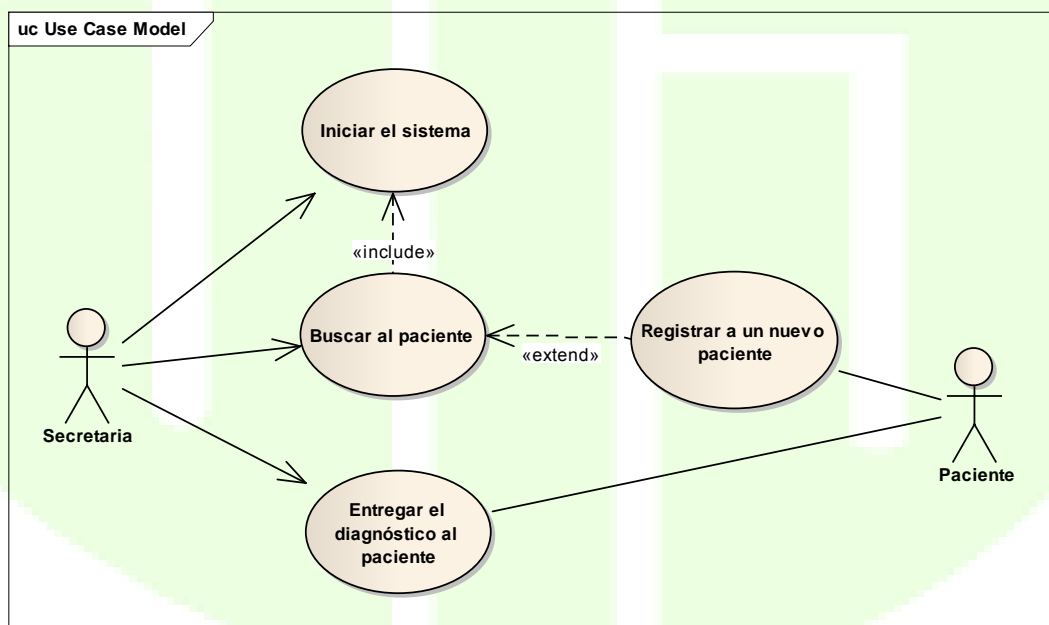 uc Use Case Model
Iniciar el sistema
«include»
Buscar al paciente
«extend»
Registrar a un nuevo
paciente
Secretaria
Paciente
Entregar el
diagnóstico al
paciente